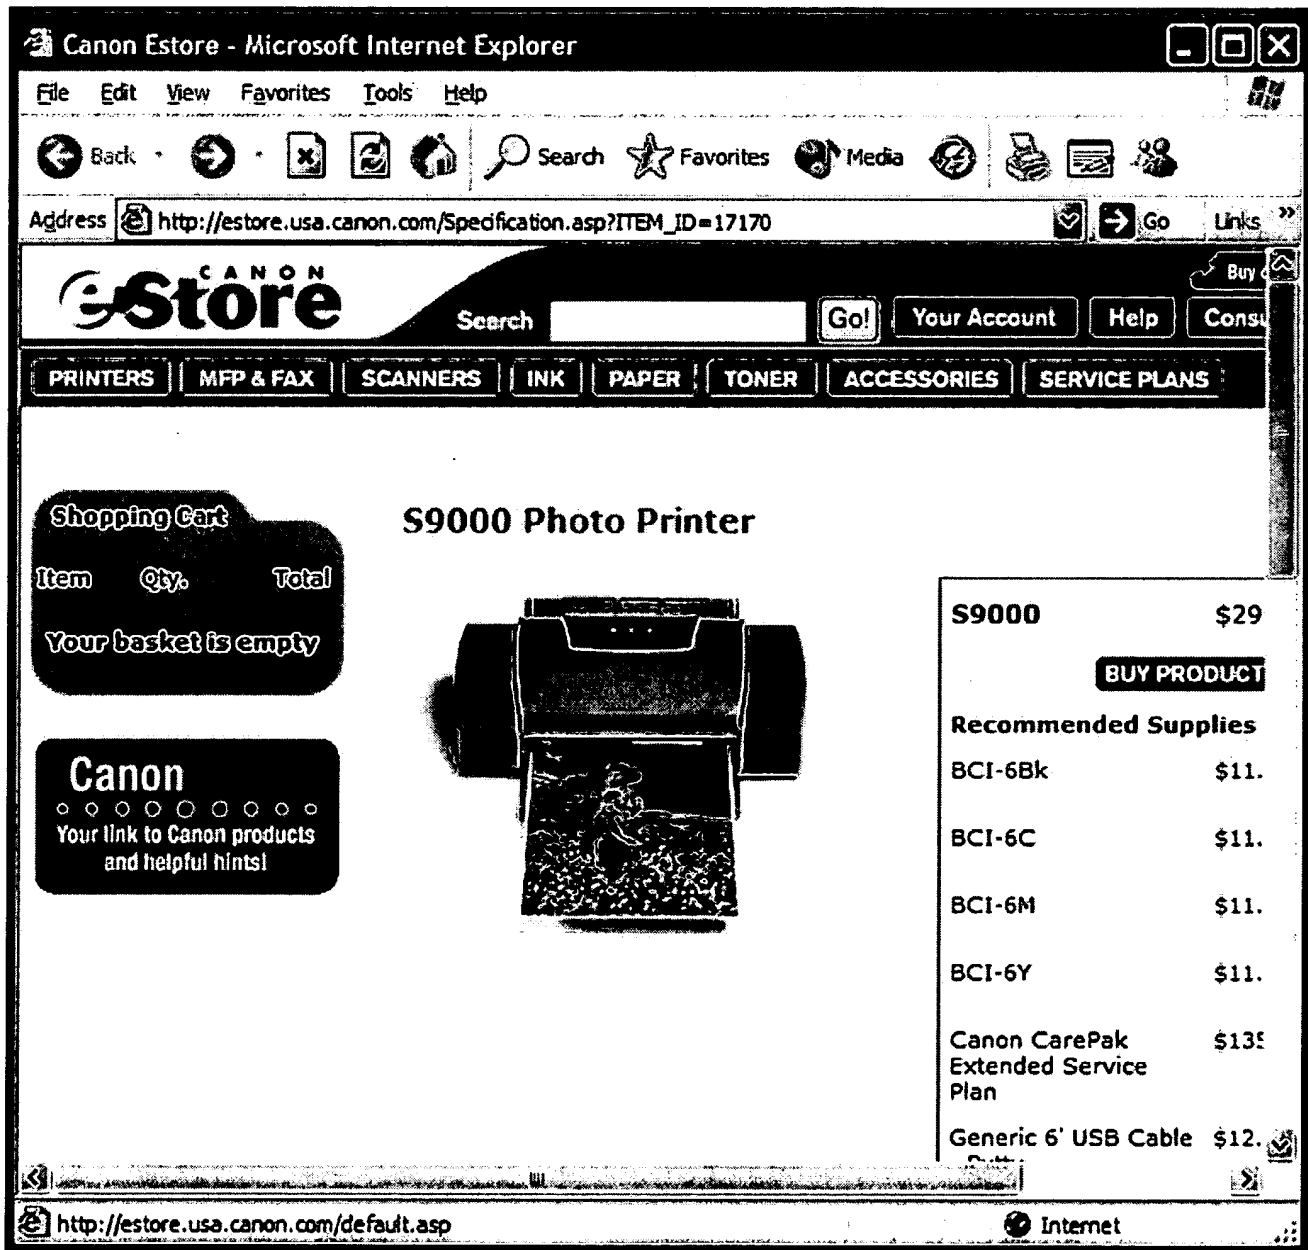 Canon Estore - Microsoft Internet Explorer
File Edit View Favorites Tools Help
Back Search Favorites Media
Address http://estore.usa.canon.com/Specification.asp?ITEM_ID=17170 Go Links »
CANON
eStore
Buy
Search Go! Your Account Help Consu
PRINTERS MFP & FAX SCANNERS INK PAPER TONER ACCESSORIES SERVICE PLANS
Shopping Cart
Item Qty. Total
Your basket is empty
Canon
Your link to Canon products
and helpful hints!
S9000 Photo Printer
S9000 $29
BUY PRODUCT
Recommended Supplies
BCI-6Bk $11.
BCI-6C $11.
BCI-6M $11.
BCI-6Y $11.
Canon CarePak $135
Extended Service
Plan
Generic 6' USB Cable $12.
http://estore.usa.canon.com/default.asp Internet